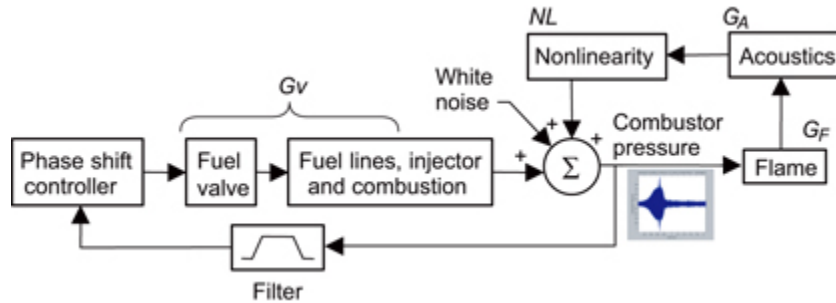 NL
G_A
Nonlinearity
Acoustics
Gv
White
noise
+
+
+
+
Combustor
pressure
G_F
Phase shift
controller
Fuel
valve
Fuel lines, injector
and combustion
Σ
Flame
Filter